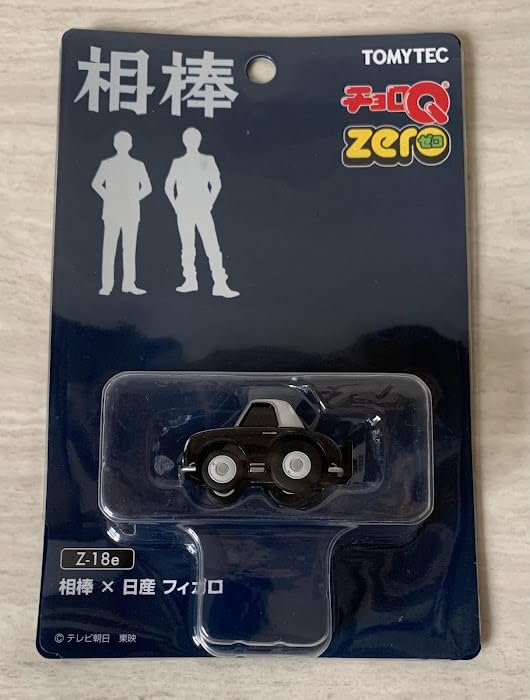 相棒
TOMYTEC
チョロQ
zero
ゼロ
Z-18e
相棒 × 日産 フィガロ
© テレビ朝日 東映